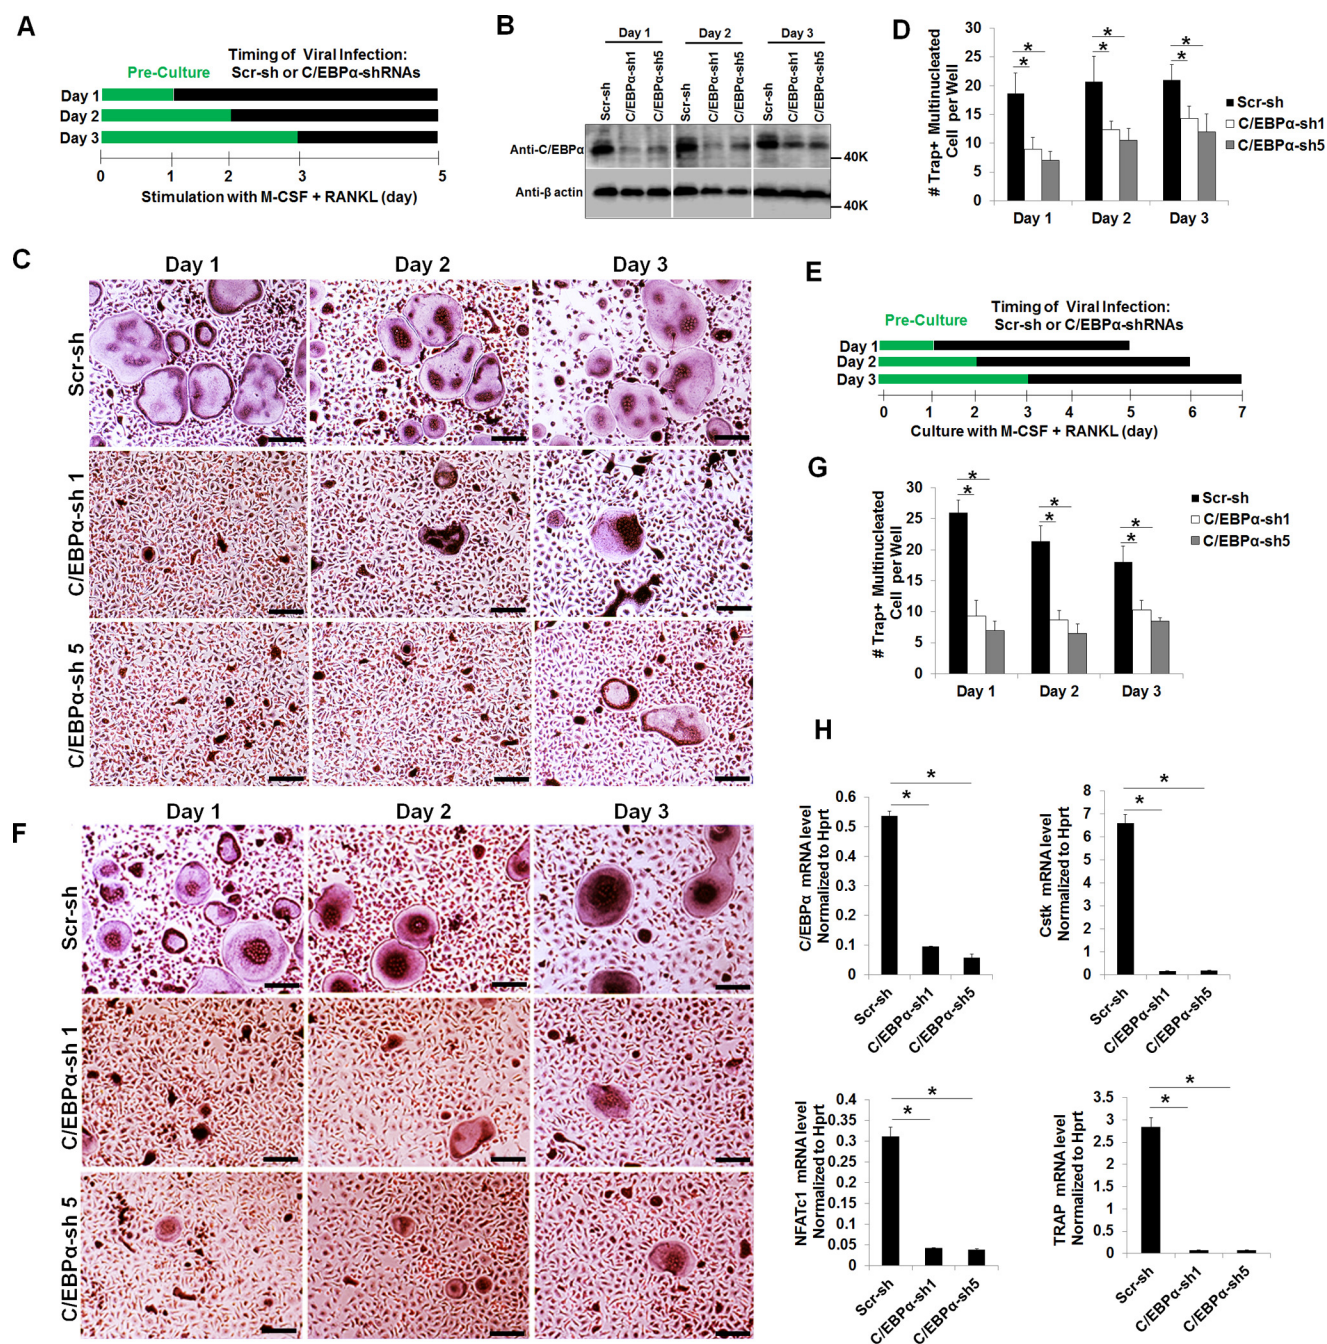 A
Timing of Viral Infection:
Pre-Culture Scr-sh or C/EBPα-shRNAs
Day 1
Day 2
Day 3
0 1 2 3 5
Stimulation with M-CSF + RANKL (day)
B
Day 1 Day 2 Day 3
Scr-sh C/EBPα-sh1 C/EBPα-sh5 Scr-sh C/EBPα-sh1 C/EBPα-sh5 Scr-sh C/EBPα-sh1 C/EBPα-sh5
Anti-C/EBPα
40K
Anti-β actin
40K
D
# Trap+ Multinucleated
Cell per Well
30
25
20
15
10
5
0
* * * * * *
Day 1 Day 2 Day 3
Scr-sh
C/EBPα-sh1
C/EBPα-sh5
C
Day 1 Day 2 Day 3
Scr-sh
C/EBPα-sh 1
C/EBPα-sh 5
E
Timing of Viral Infection:
Pre-Culture Scr-sh or C/EBPα-shRNAs
Day 1
Day 2
Day 3
0 1 2 3 4 5 6 7
Culture with M-CSF + RANKL (day)
G
# Trap+ Multinucleated
Cell per Well
30
25
20
15
10
5
0
* * * * * *
Day 1 Day 2 Day 3
Scr-sh
C/EBPα-sh1
C/EBPα-sh5
F
Day 1 Day 2 Day 3
Scr-sh
C/EBPα-sh 1
C/EBPα-sh 5
H
C/EBPα mRNA level
Normalized to Hprt
0.6
0.5
0.4
0.3
0.2
0.1
0
* *
Scr-sh C/EBPα-sh1 C/EBPα-sh5
Cstk mRNA level
Normalized to Hprt
8
7
6
5
4
3
2
1
0
* *
Scr-sh C/EBPα-sh1 C/EBPα-sh5
NFATc1 mRNA level
Normalized to Hprt
0.4
0.35
0.3
0.25
0.2
0.15
0.1
0.05
0
* *
Scr-sh C/EBPα-sh1 C/EBPα-sh5
TRAP mRNA level
Normalized to Hprt
3.5
3
2.5
2
1.5
1
0.5
0
* *
Scr-sh C/EBPα-sh1 C/EBPα-sh5